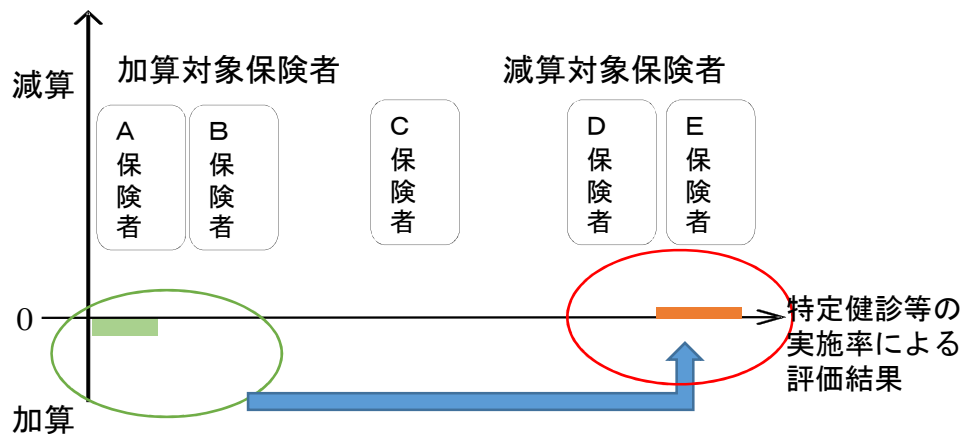 減算
加算対象保険者
減算対象保険者
A
保
険
者
B
保
険
者
C
保
険
者
D
保
険
者
E
保
険
者
0
特定健診等の
実施率による
評価結果
加算